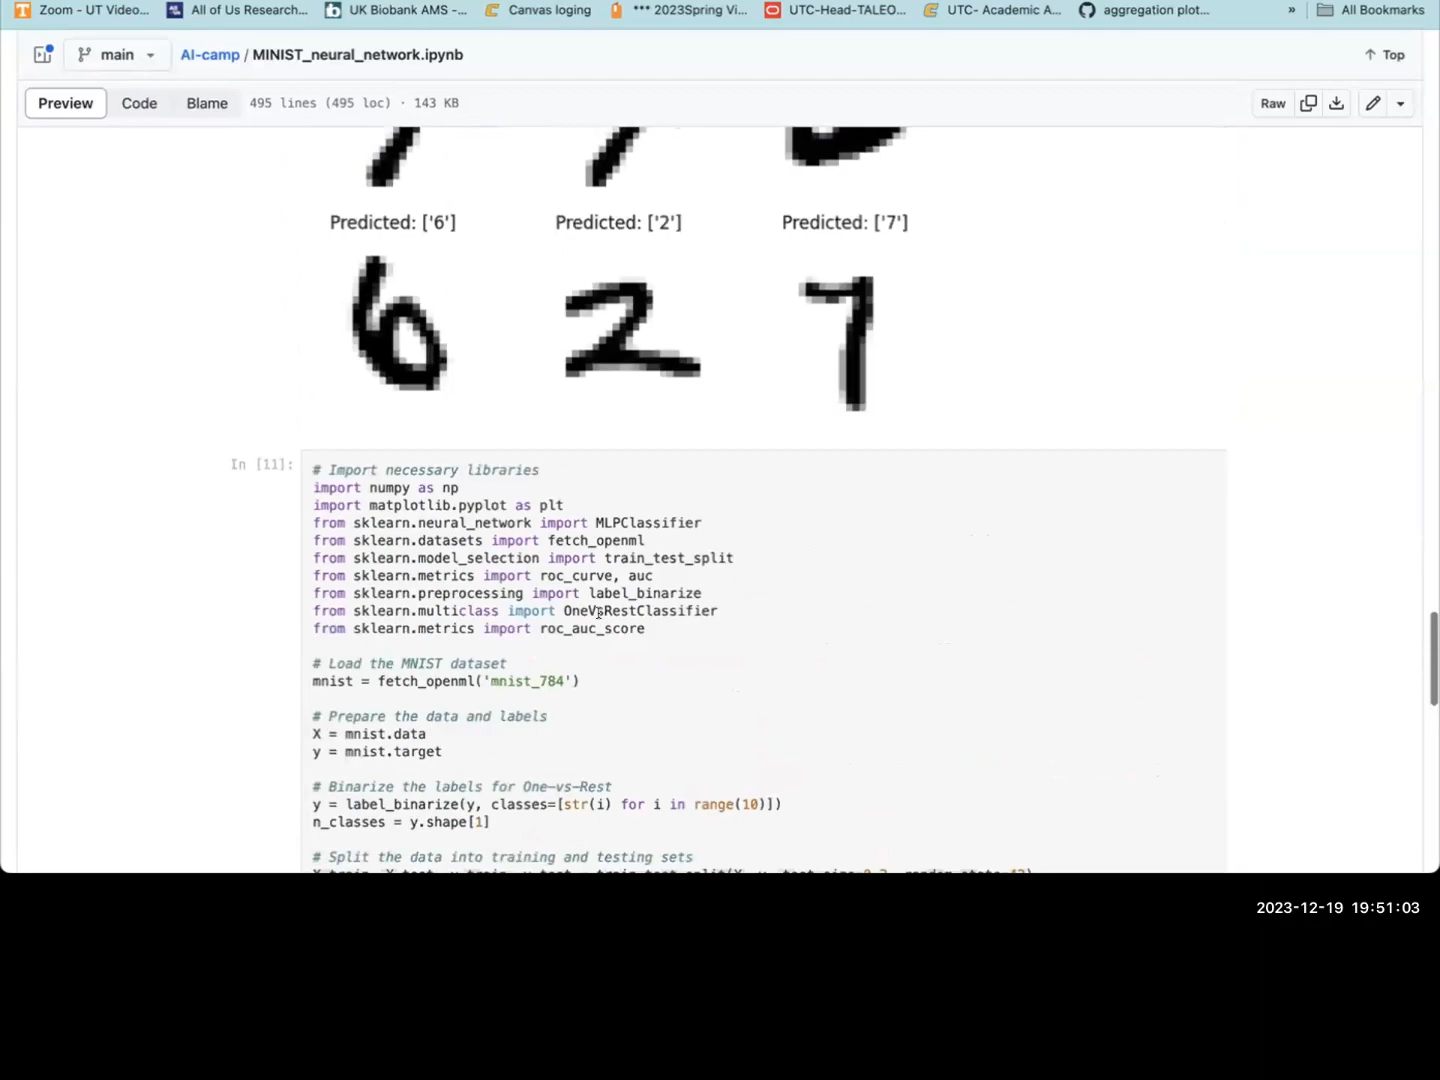 Zoom - UT Video...
All of Us Research...
UK Biobank AMS -...
Canvas loging
*** 2023Spring Vi...
UTC-Head-TALEO...
UTC- Academic A...
aggregation plot...
»
All Bookmarks
main
AI-camp / MINIST_neural_network.ipynb
↑ Top
Preview
Code
Blame
495 lines (495 loc) · 143 KB
Raw
Predicted: ['6']
Predicted: ['2']
Predicted: ['7']
6
2
7
In [11]:
# Import necessary libraries
import numpy as np
import matplotlib.pyplot as plt
from sklearn.neural_network import MLPClassifier
from sklearn.datasets import fetch_openml
from sklearn.model_selection import train_test_split
from sklearn.metrics import roc_curve, auc
from sklearn.preprocessing import label_binarize
from sklearn.multiclass import OneVsRestClassifier
from sklearn.metrics import roc_auc_score
# Load the MNIST dataset
mnist = fetch_openml('mnist_784')
# Prepare the data and labels
X = mnist.data
y = mnist.target
# Binarize the labels for One-vs-Rest
y = label_binarize(y, classes=[str(i) for i in range(10)])
n_classes = y.shape[1]
# Split the data into training and testing sets
2023-12-19 19:51:03